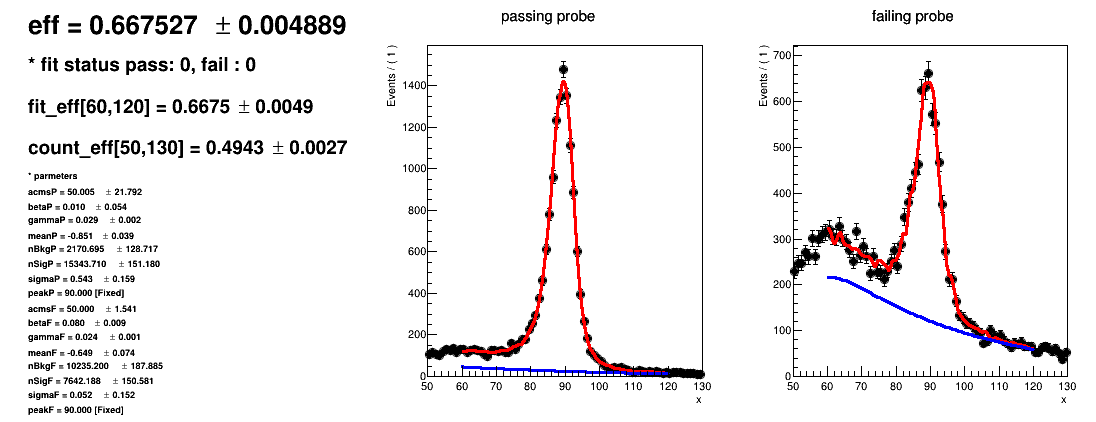 eff = 0.667527 ± 0.004889
* fit status pass: 0, fail : 0
fit_eff[60,120] = 0.6675 ± 0.0049
count_eff[50,130] = 0.4943 ± 0.0027
* parmeters
acmsP = 50.005 ± 21.792
betaP = 0.010 ± 0.054
gammaP = 0.029 ± 0.002
meanP = -0.851 ± 0.039
nBkgP = 2170.695 ± 128.717
nSigP = 15343.710 ± 151.180
sigmaP = 0.543 ± 0.159
peakP = 90.000 [Fixed]
acmsF = 50.000 ± 1.541
betaF = 0.080 ± 0.009
gammaF = 0.024 ± 0.001
meanF = -0.649 ± 0.074
nBkgF = 10235.200 ± 187.885
nSigF = 7642.188 ± 150.581
sigmaF = 0.052 ± 0.152
peakF = 90.000 [Fixed]
passing probe
Events / ( 1 )
1400
1200
1000
800
600
400
200
0
50 60 70 80 90 100 110 120 130
x
failing probe
Events / ( 1 )
700
600
500
400
300
200
100
0
50 60 70 80 90 100 110 120 130
x